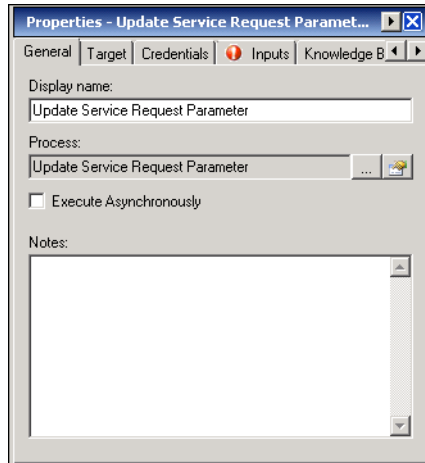 Properties - Update Service Request Paramet...
General Target Credentials Inputs Knowledge B
Display name:
Update Service Request Parameter
Process:
Update Service Request Parameter ...
Execute Asynchronously
Notes: